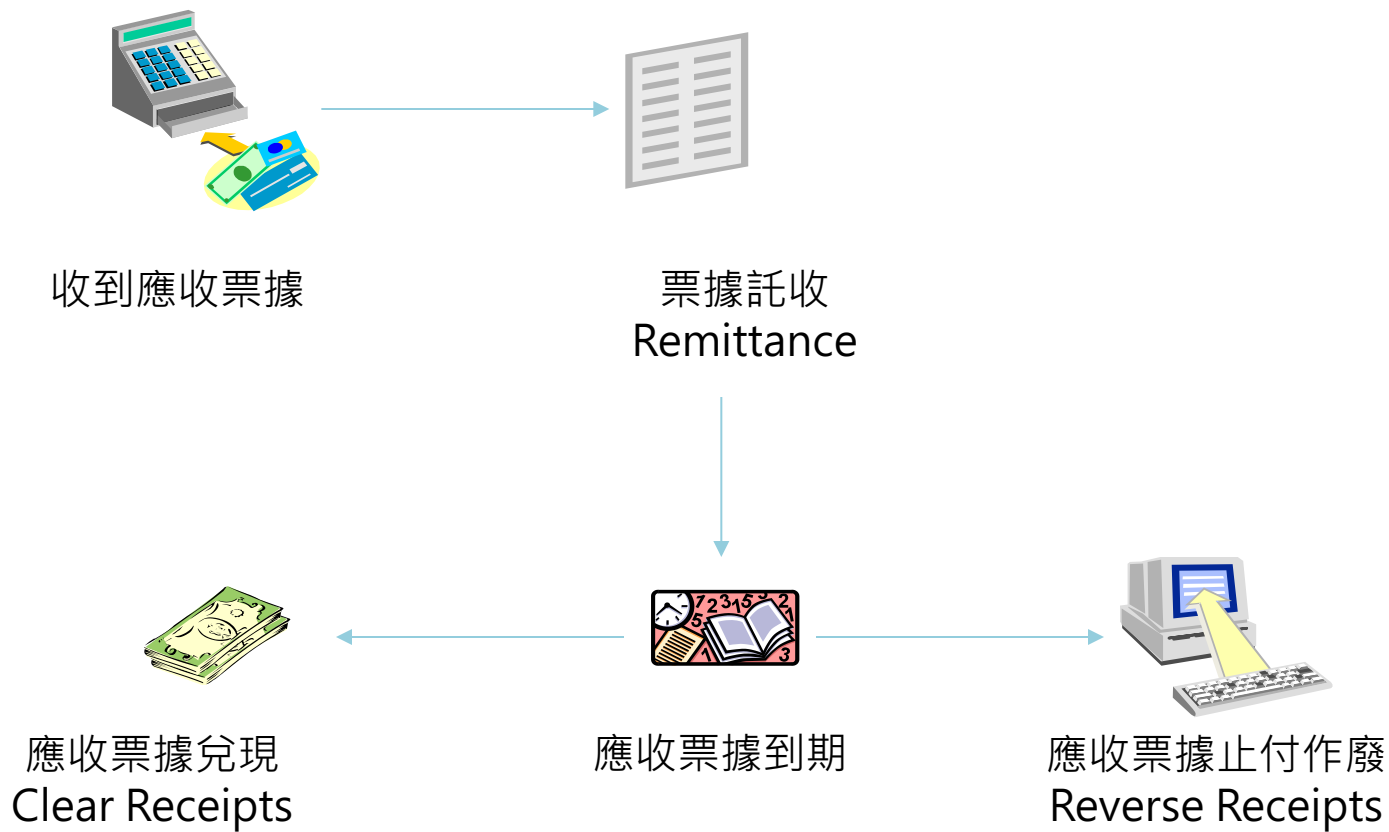 收到應收票據
票據託收
Remittance
應收票據兌現
Clear Receipts
應收票據到期
應收票據止付作廢
Reverse Receipts